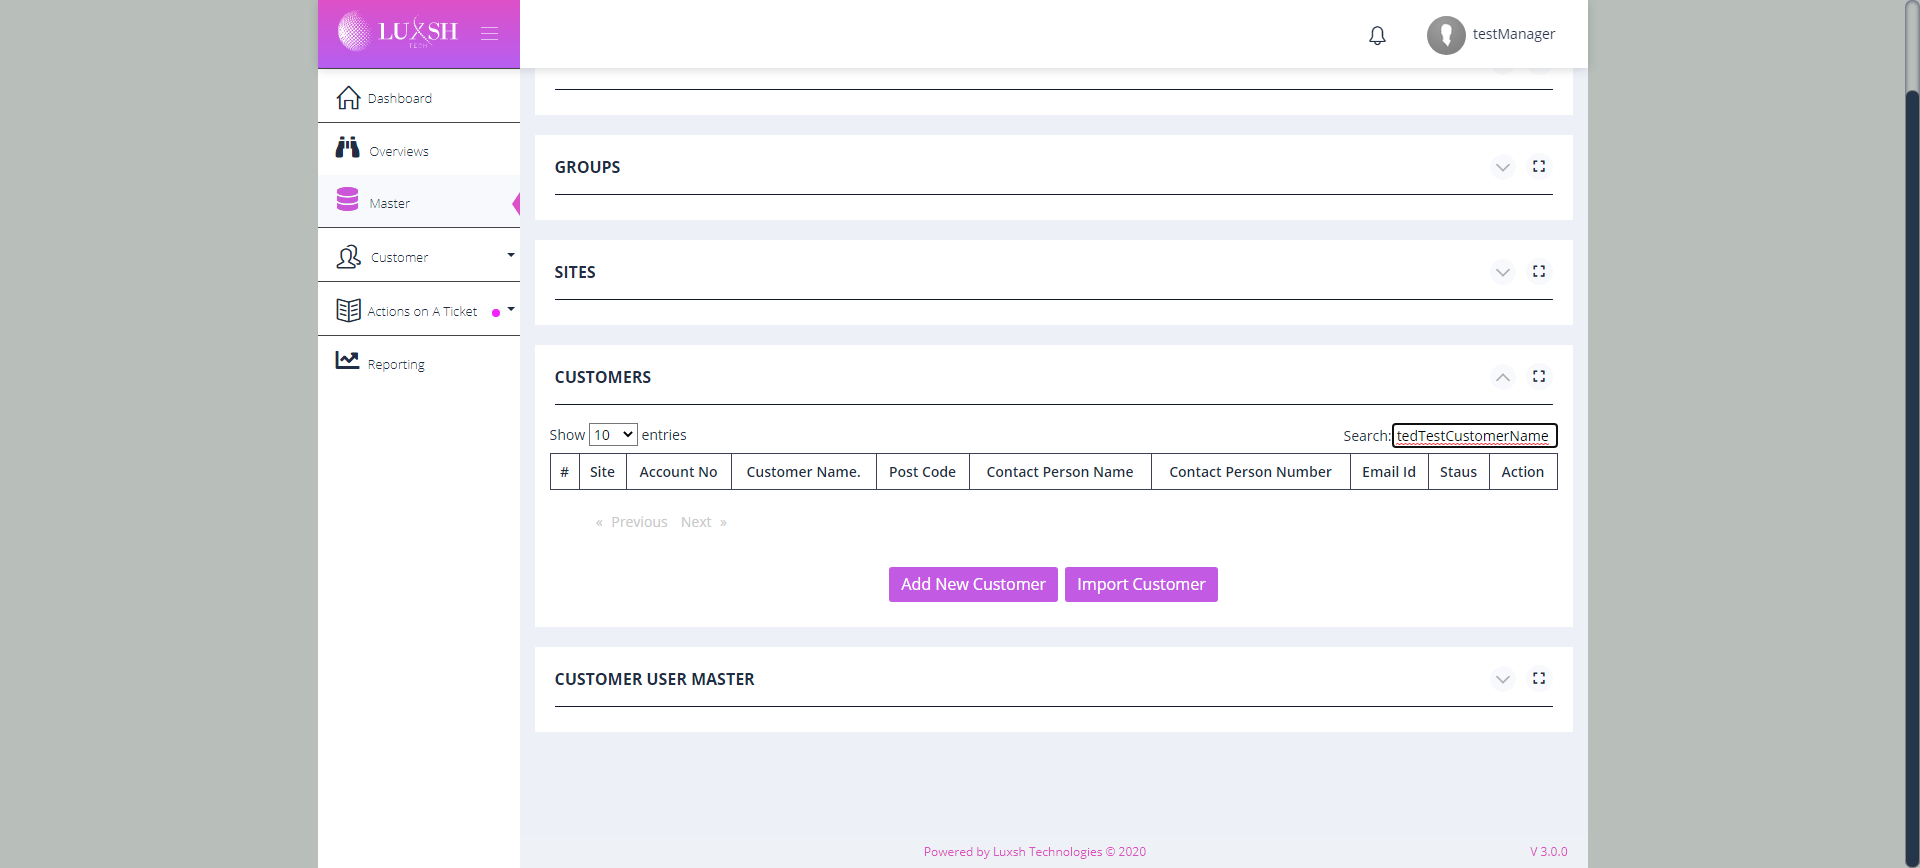 LUXSH
TECH
testManager
Dashboard
Overviews
Master
Customer
Actions on A Ticket
Reporting
GROUPS
SITES
CUSTOMERS
Show 10 entries
Search: tedTestCustomerName
# Site Account No Customer Name. Post Code Contact Person Name Contact Person Number Email Id Staus Action
« Previous Next »
Add New Customer Import Customer
CUSTOMER USER MASTER
Powered by Luxsh Technologies © 2020
V 3.0.0